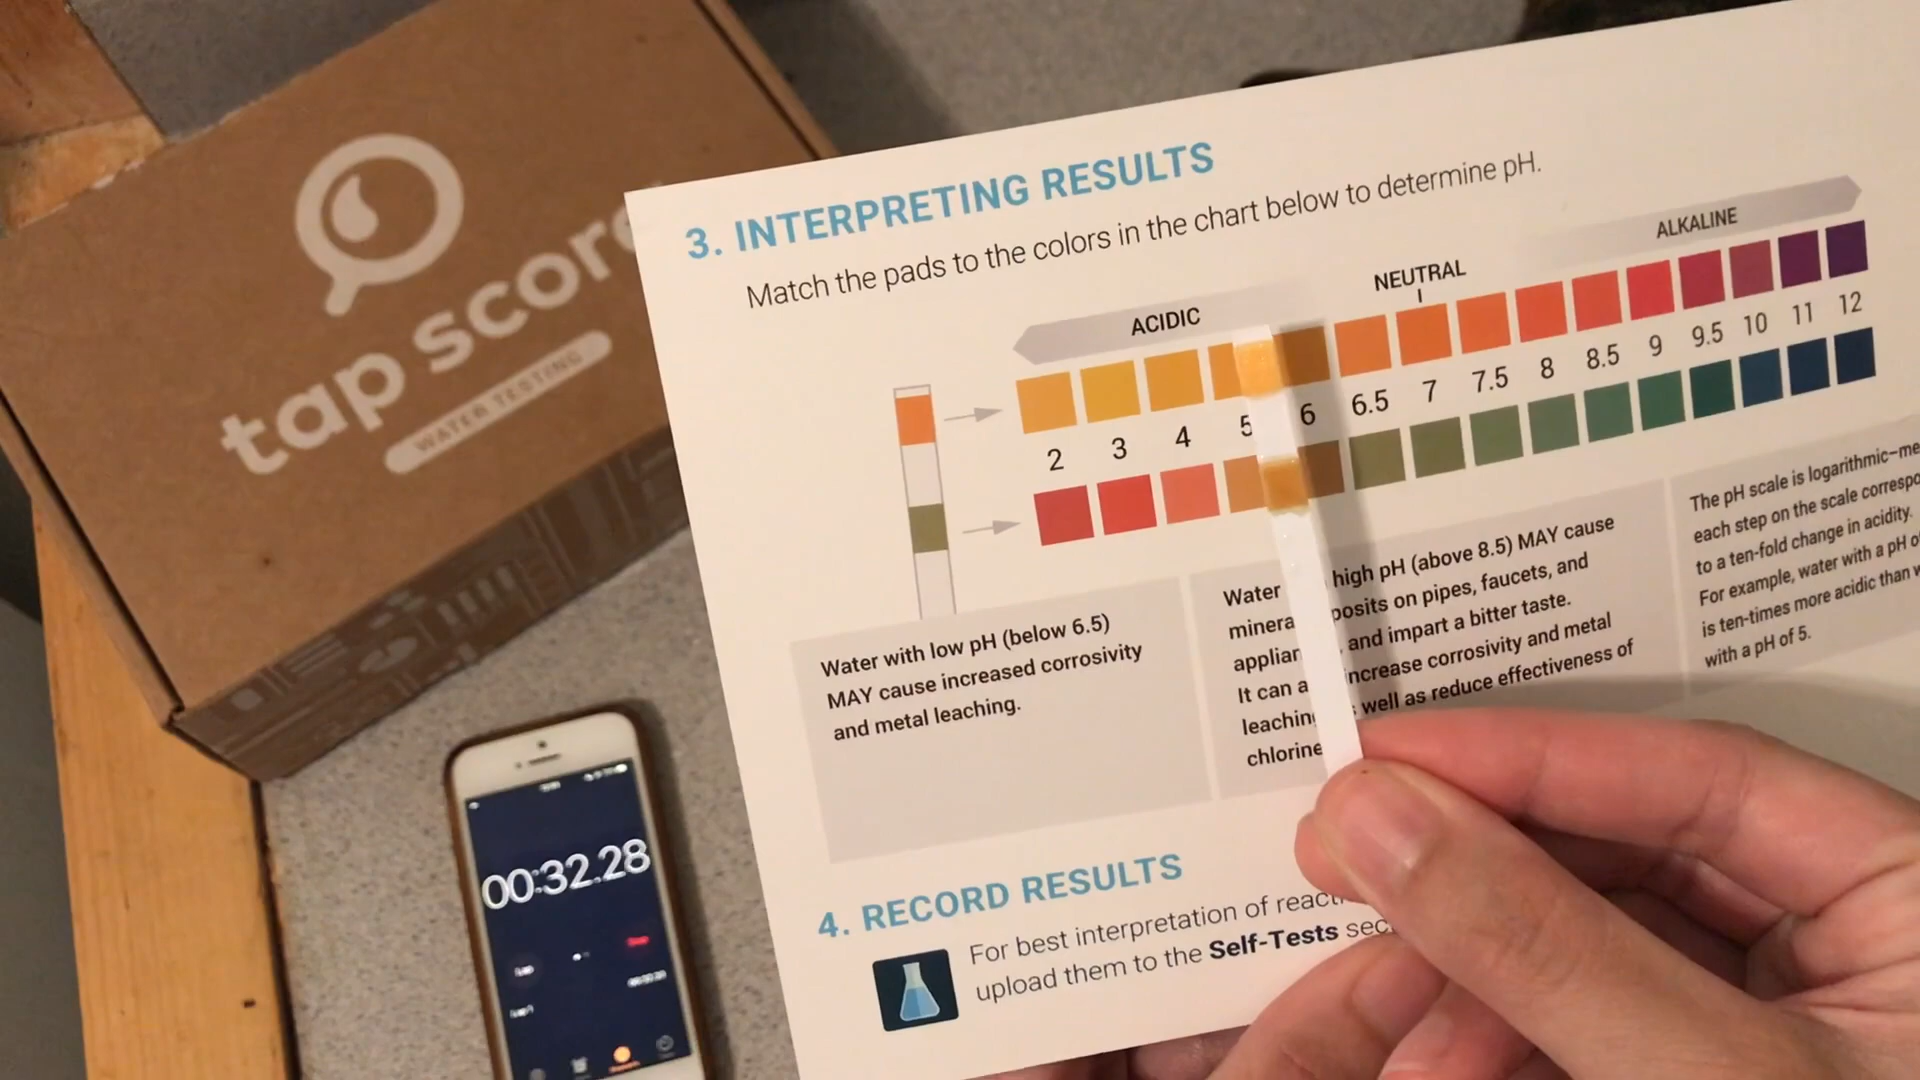 tap score
WATER TESTING
3. INTERPRETING RESULTS
Match the pads to the colors in the chart below to determine pH.
ACIDIC
NEUTRAL
ALKALINE
2 3 4 5 6 6.5 7 7.5 8 8.5 9 9.5 10 11 12
Water with low pH (below 6.5)
MAY cause increased corrosivity
and metal leaching.
Water high pH (above 8.5) MAY cause
minera posits on pipes, faucets, and
applian and impart a bitter taste.
It can a increase corrosivity and metal
leaching well as reduce effectiveness of
chlorine
The pH scale is logarithmic—me
each step on the scale correspo
to a ten-fold change in acidity.
For example, water with a pH o
is ten-times more acidic than w
with a pH of 5.
4. RECORD RESULTS
For best interpretation of react
upload them to the Self-Tests sec
00:32.28